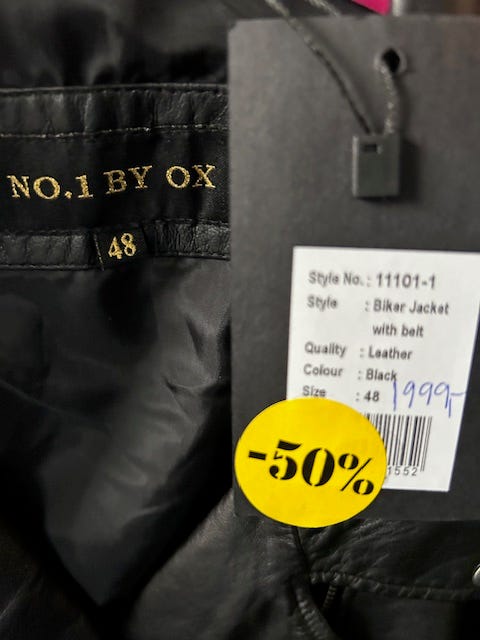 NO.1 BY OX
48
Style No.: 11101-1
Style : Biker Jacket
with belt
Quality : Leather
Colour : Black
Size : 48
1999,-
1552
-50%